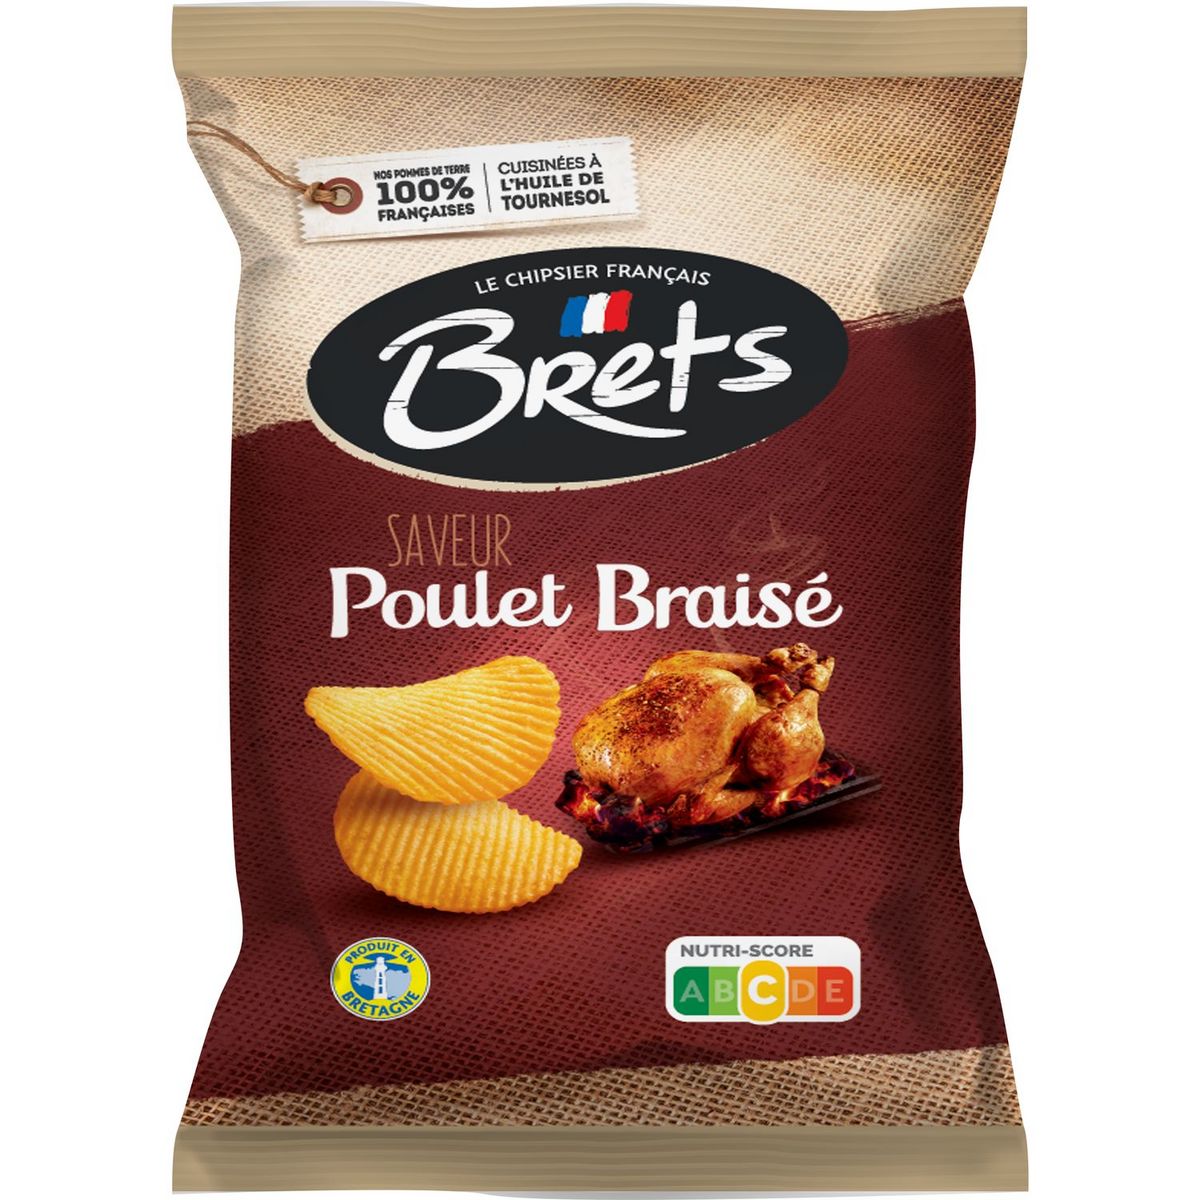 NOS POMMES DE TERRE
100%
FRANÇAISES
CUISINÉES À
L'HUILE DE
TOURNESOL
LE CHIPSIER FRANÇAIS
Brets
SAVEUR
Poulet Braisé
PRODUIT EN
BRETAGNE
NUTRI-SCORE
A B C D E